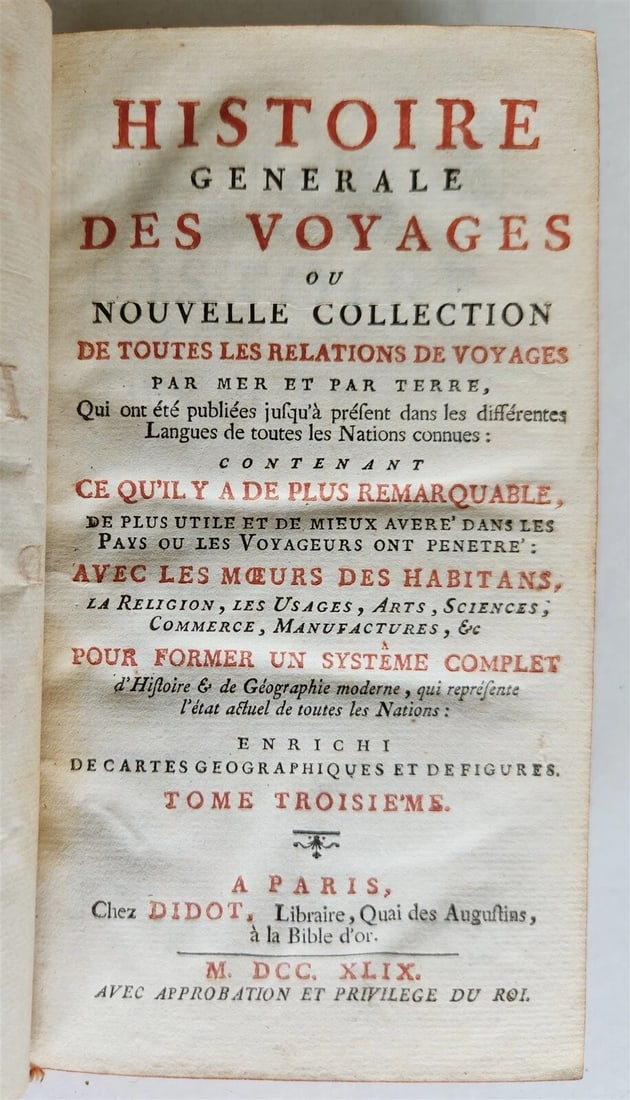 HISTOIRE
GENERALE
DES VOYAGES
OU
NOUVELLE COLLECTION
DE TOUTES LES RELATIONS DE VOYAGES
PAR MER ET PAR TERRE,
Qui ont été publiées juſqu'à préſent dans les différentes
Langues de toutes les Nations connues :
CONTENANT
CE QU'IL Y A DE PLUS REMARQUABLE,
DE PLUS UTILE ET DE MIEUX AVERE' DANS LES
PAYS OU LES VOYAGEURS ONT PENETRE' :
AVEC LES MŒURS DES HABITANS,
LA RELIGION, LES USAGES, ARTS, SCIENCES,
COMMERCE, MANUFACTURES, &c
POUR FORMER UN SYSTÈME COMPLET
d'Hiſtoire & de Géographie moderne, qui repréſente
l'état actuel de toutes les Nations :
ENRICHI
DE CARTES GEOGRAPHIQUES ET DE FIGURES.
TOME TROISIE'ME.
A PARIS,
Chez DIDOT, Libraire, Quai des Auguſtins,
à la Bible d'or.
M. DCC. XLIX.
AVEC APPROBATION ET PRIVILEGE DU ROI.